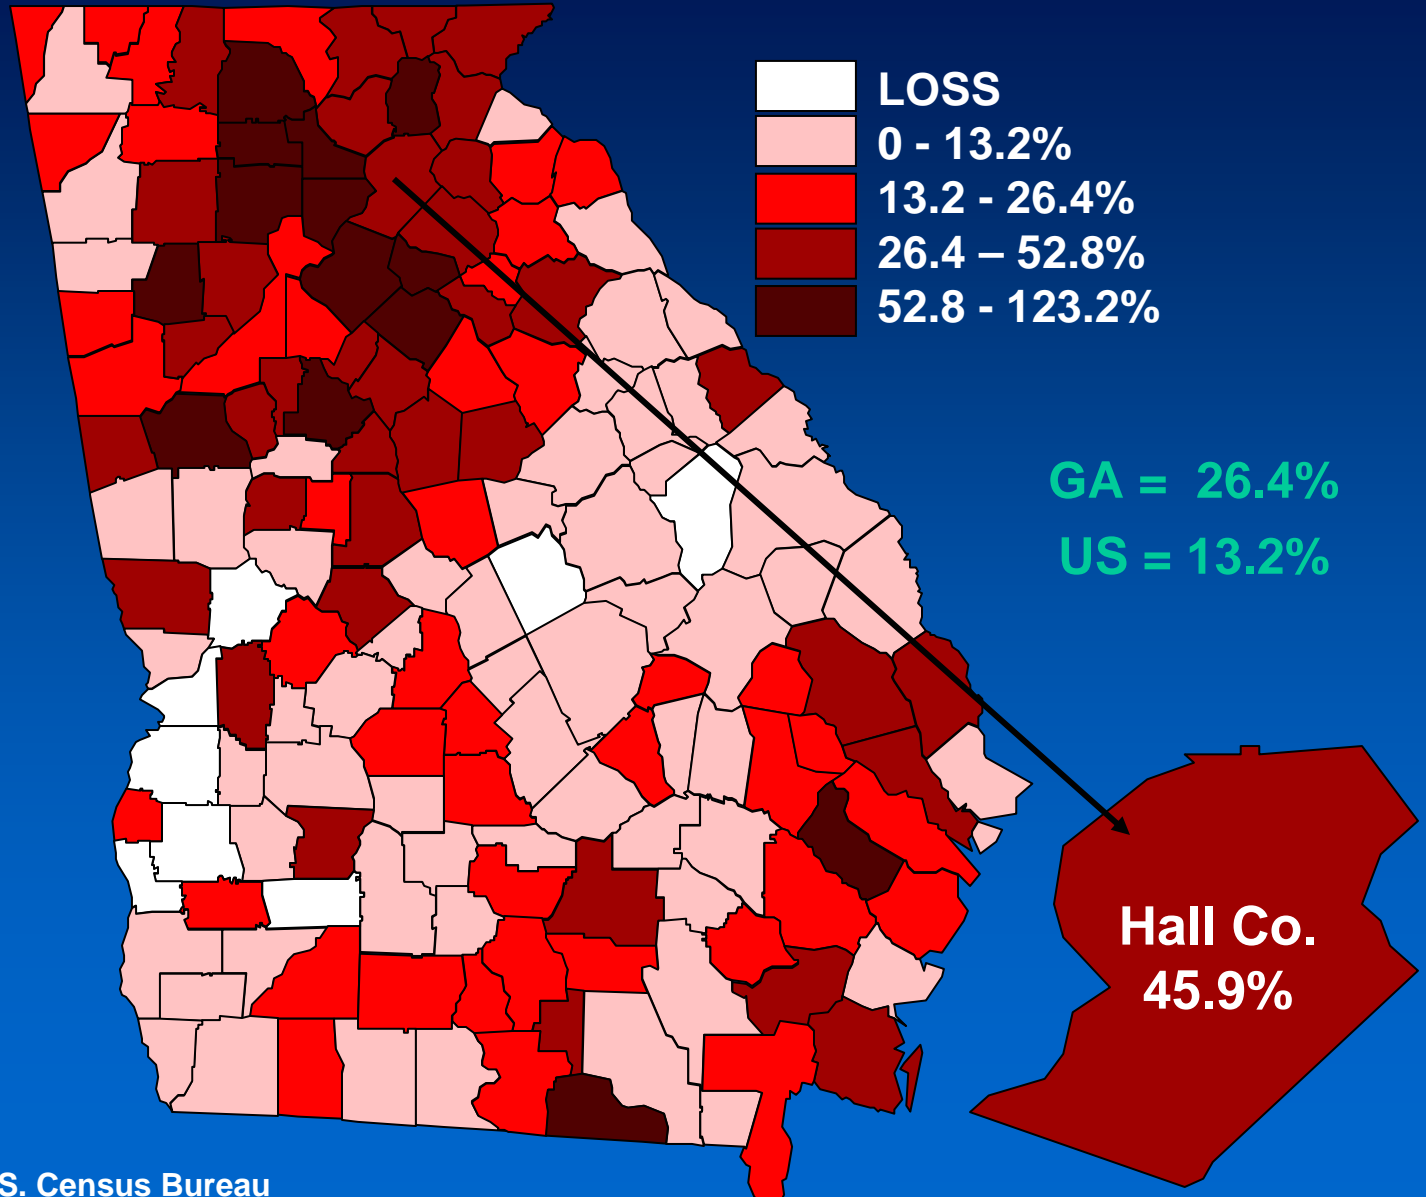 LOSS
0 - 13.2%
13.2 - 26.4%
26.4 – 52.8%
52.8 - 123.2%
GA = 26.4%
US = 13.2%
Hall Co.
45.9%
S. Census Bureau